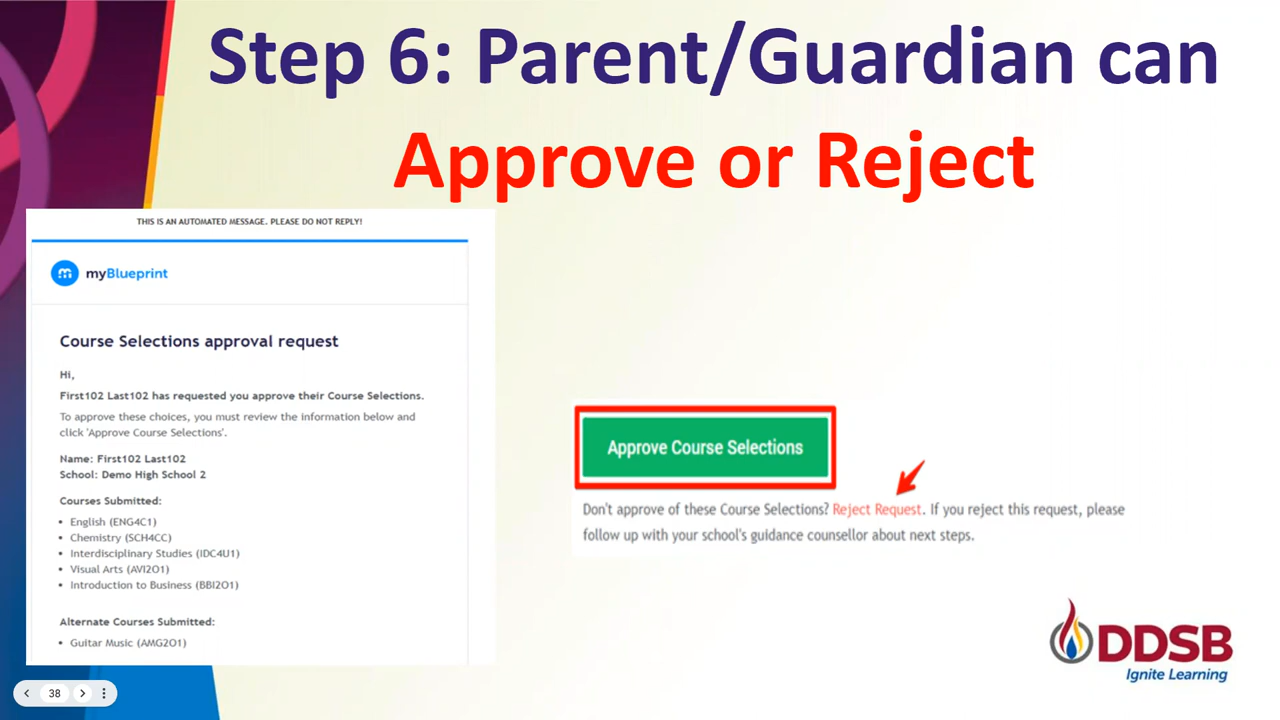 Step 6: Parent/Guardian can
Approve or Reject
THIS IS AN AUTOMATED MESSAGE. PLEASE DO NOT REPLY!
myBlueprint
Course Selections approval request
Hi,
First102 Last102 has requested you approve their Course Selections.
To approve these choices, you must review the information below and
click 'Approve Course Selections'.
Name: First102 Last102
School: Demo High School 2
Courses Submitted:
• English (ENG4C1)
• Chemistry (SCH4CC)
• Interdisciplinary Studies (IDC4U1)
• Visual Arts (AVI2O1)
• Introduction to Business (BBI2O1)
Alternate Courses Submitted:
• Guitar Music (AMG2O1)
Approve Course Selections
Don't approve of these Course Selections? Reject Request. If you reject this request, please
follow up with your school's guidance counsellor about next steps.
DDSB
Ignite Learning
38